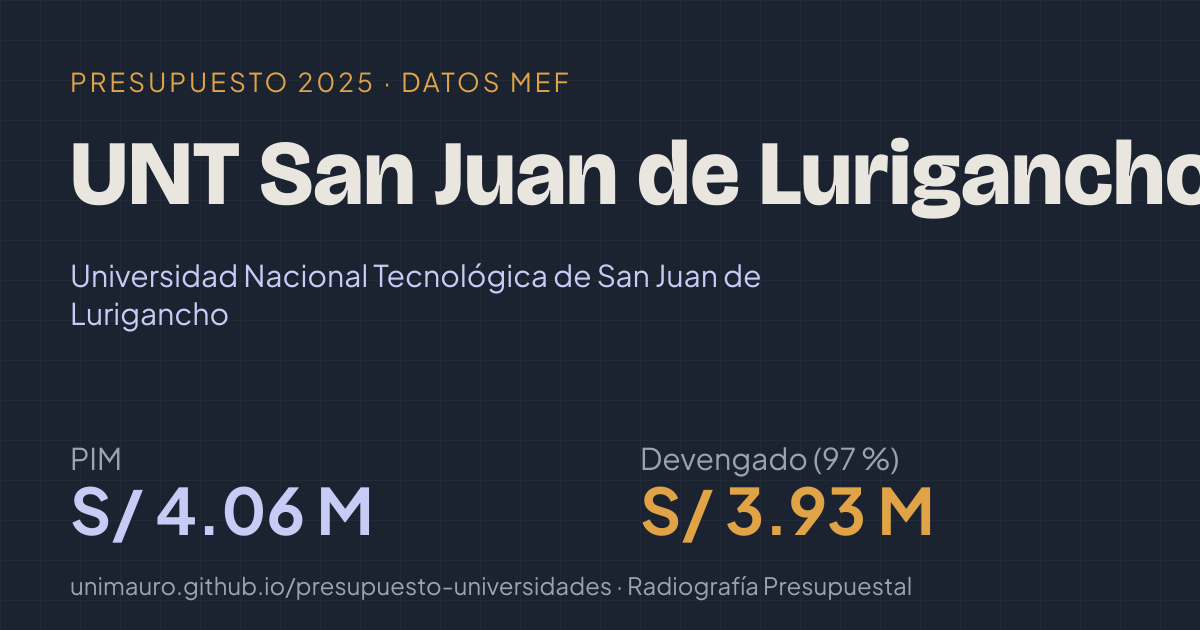 PRESUPUESTO 2025 · DATOS MEF
UNT San Juan de Lurigancho
Universidad Nacional Tecnológica de San Juan de
Lurigancho
PIM
S/ 4.06 M
Devengado (97 %)
S/ 3.93 M
unimauro.github.io/presupuesto-universidades · Radiografía Presupuestal